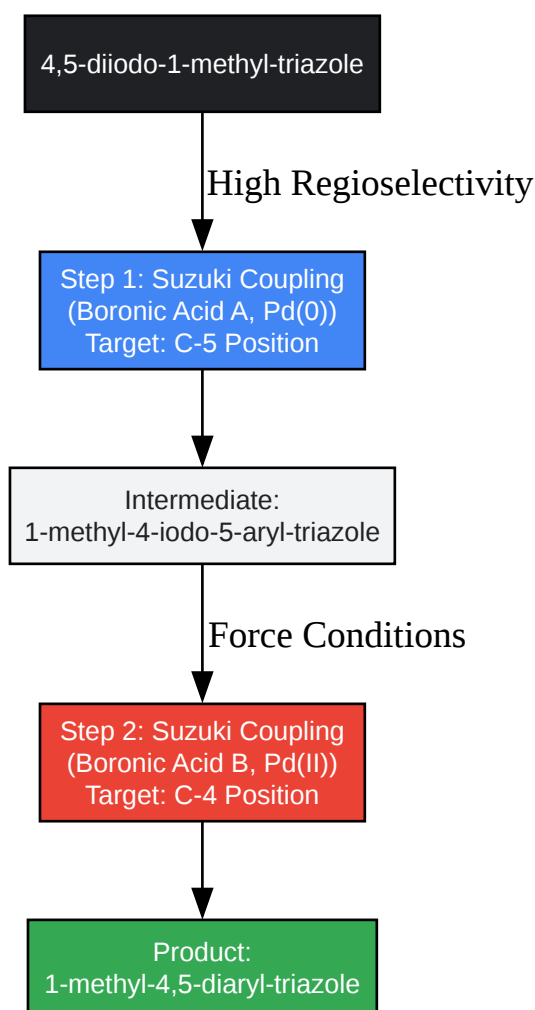 4,5-diiodo-1-methyl-triazole
High Regioselectivity
Step 1: Suzuki Coupling
(Boronic Acid A, Pd(0))
Target: C-5 Position
Intermediate:
1-methyl-4-iodo-5-aryl-triazole
Force Conditions
Step 2: Suzuki Coupling
(Boronic Acid B, Pd(II))
Target: C-4 Position
Product:
1-methyl-4,5-diaryl-triazole